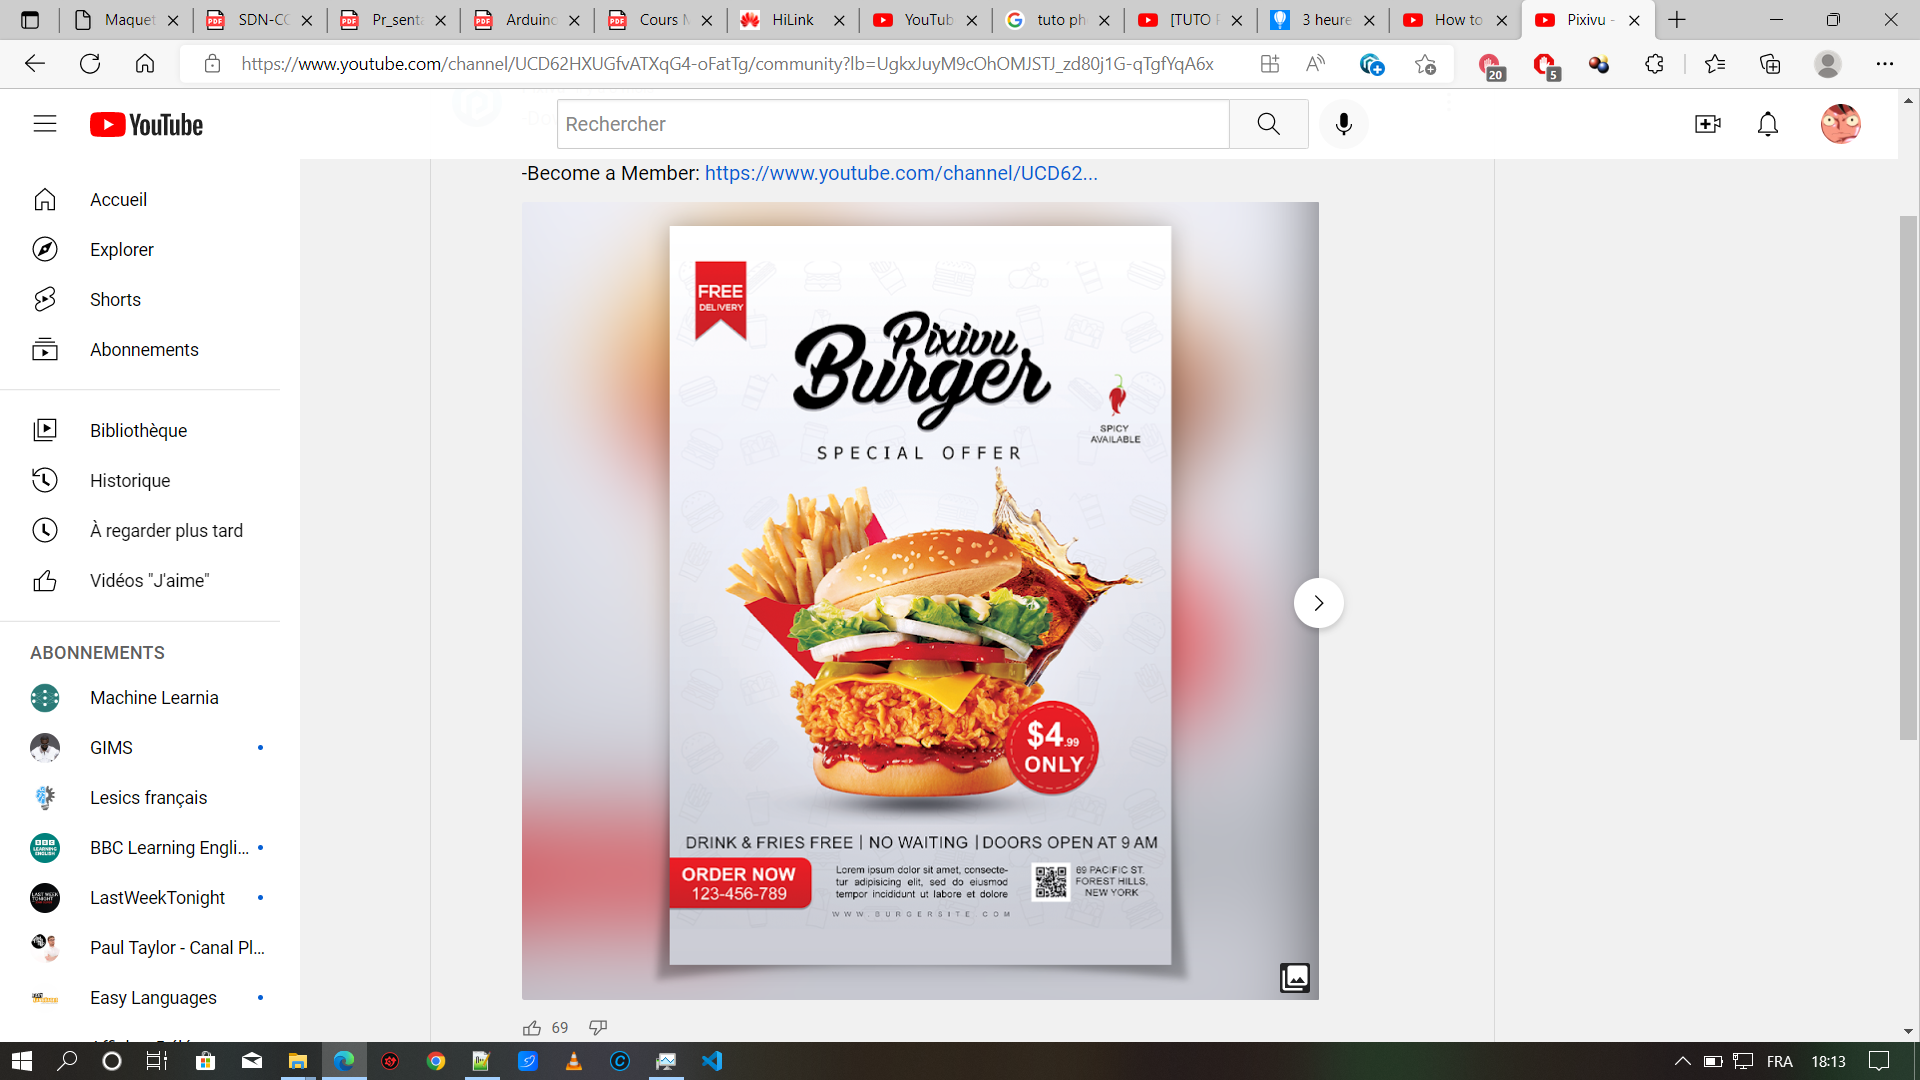 Maquet
SDN-CC
Pr_senta
Arduino
Cours M
HiLink
YouTub
tuto ph
[TUTO P
3 heure
How to
Pixivu -
https://www.youtube.com/channel/UCD62HXUGfvATXqG4-oFatTg/community?lb=UgkxJuyM9cOhOMJSTJ_zd80j1G-qTgfYqA6x
20
5
YouTube
Rechercher
Accueil
Explorer
Shorts
Abonnements
Bibliothèque
Historique
À regarder plus tard
Vidéos "J'aime"
ABONNEMENTS
Machine Learnia
GIMS
Lesics français
BBC Learning Engli...
LastWeekTonight
Paul Taylor - Canal Pl...
Easy Languages
-Become a Member: https://www.youtube.com/channel/UCD62...
FREE
DELIVERY
Pixivu
Burger
SPECIAL OFFER
SPICY
AVAILABLE
$4.99
ONLY
DRINK & FRIES FREE | NO WAITING | DOORS OPEN AT 9 AM
ORDER NOW
123-456-789
Lorem ipsum dolor sit amet, consecte-
tur adipisicing elit, sed do eiusmod
tempor incididunt ut labore et dolore
WWW.BURGERSITE.COM
69 PACIFIC ST.
FOREST HILLS,
NEW YORK
69
FRA
18:13